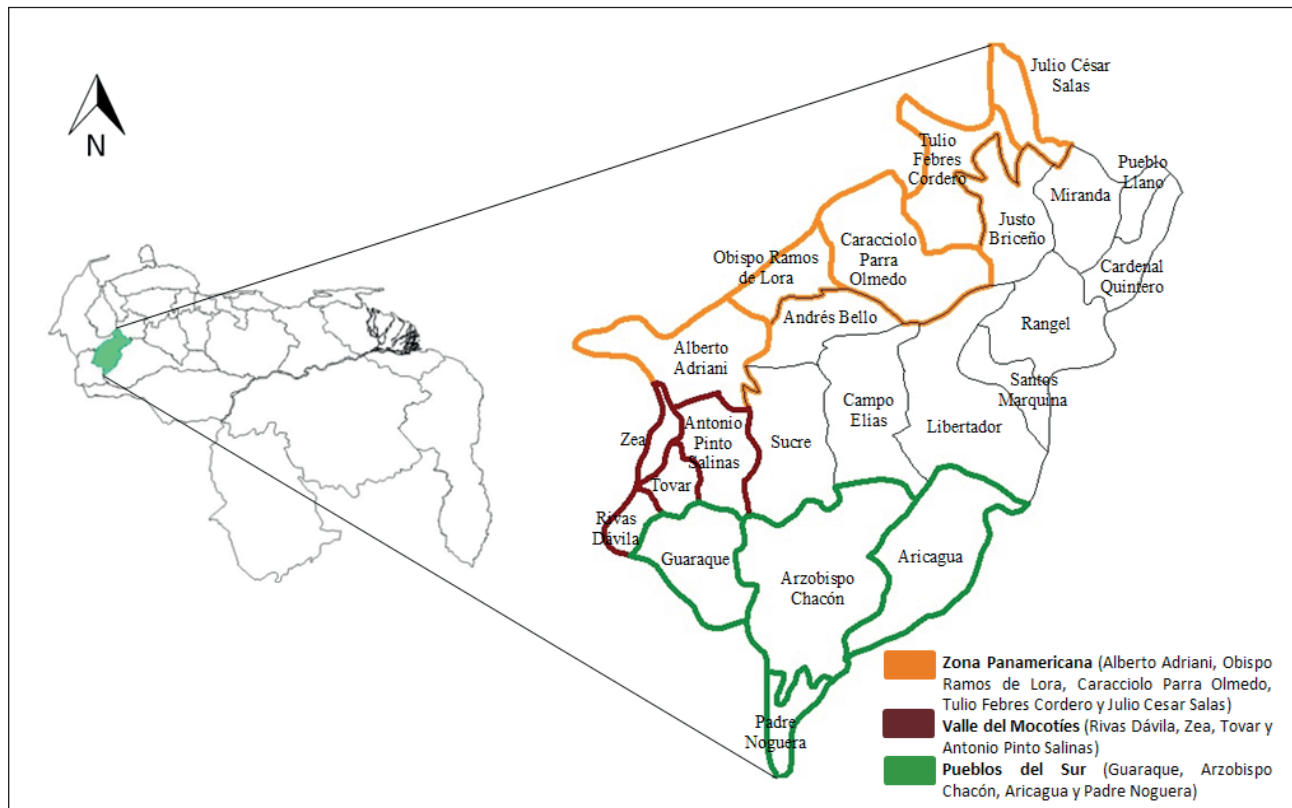 N
Julio César
Salas
Tulio
Febres
Cordero
Pueblo
Llano
Miranda
Justo
Briceño
Caracciolo
Parra
Olmedo
Obispo Ramos
de Lora
Cardenal
Quintero
Andrés Bello
Rangel
Alberto
Adriani
Santos
Marquina
Campo
Elías
Libertador
Antonio
Pinto
Salinas
Zea
Sucre
Tovar
Rivas
Dávila
Guaraque
Arzobispo
Chacón
Aricagua
Padre
Noguera
Zona Panamericana (Alberto Adriani, Obispo
Ramos de Lora, Caracciolo Parra Olmedo,
Tulio Febres Cordero y Julio Cesar Salas)
Valle del Mocotíes (Rivas Dávila, Zea, Tovar y
Antonio Pinto Salinas)
Pueblos del Sur (Guaraque, Arzobispo
Chacón, Aricagua y Padre Noguera)